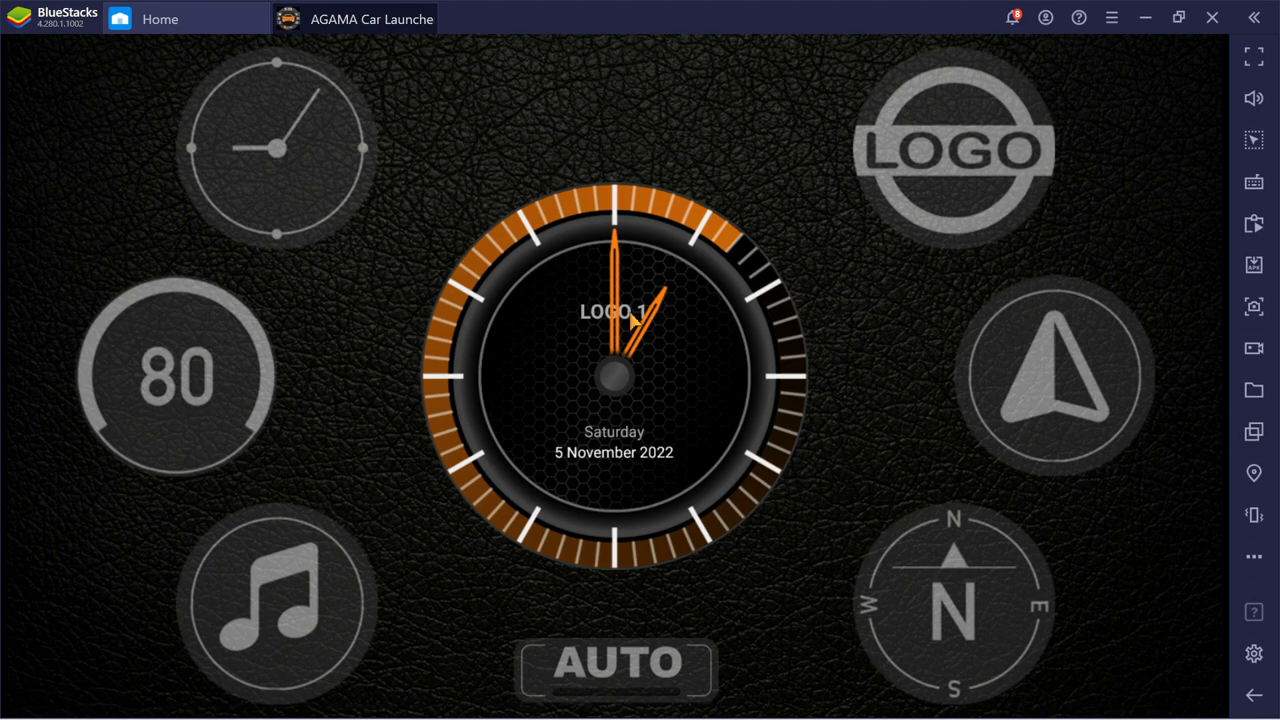 BlueStacks
4.280.1.1002
Home
AGAMA Car Launche
8
LOGO
LOGO 1
80
Saturday
5 November 2022
N
W
N
E
S
AUTO
APK